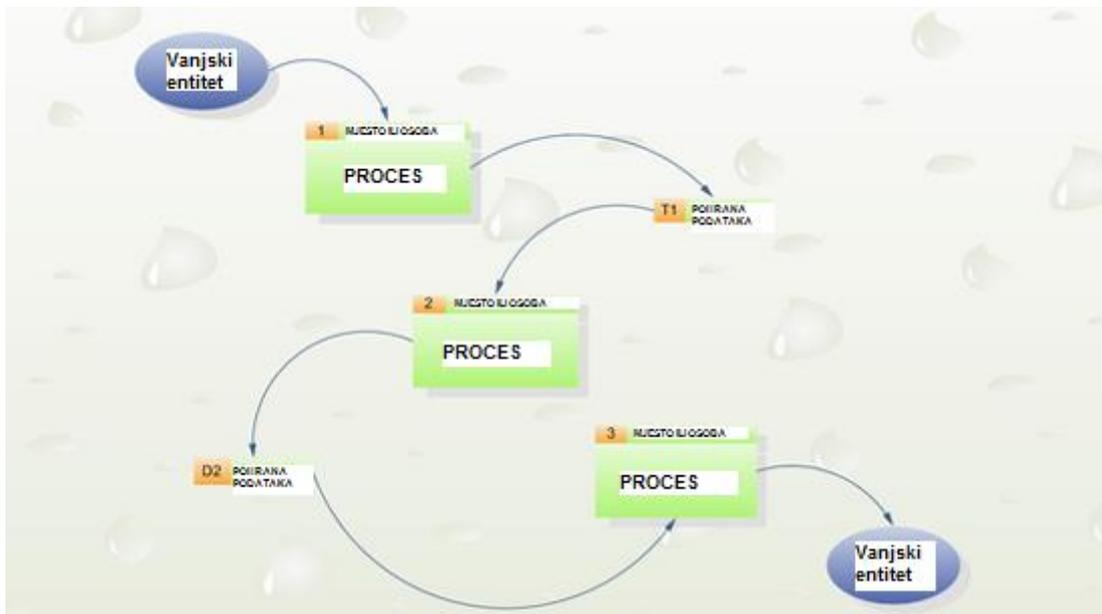 Vanjski
entitet
1 MJESTO ILI OSOBA
PROCES
T1 POHRANA
PODATAKA
2 MJESTO ILI OSOBA
PROCES
D2 POHRANA
PODATAKA
3 MJESTO ILI OSOBA
PROCES
Vanjski
entitet